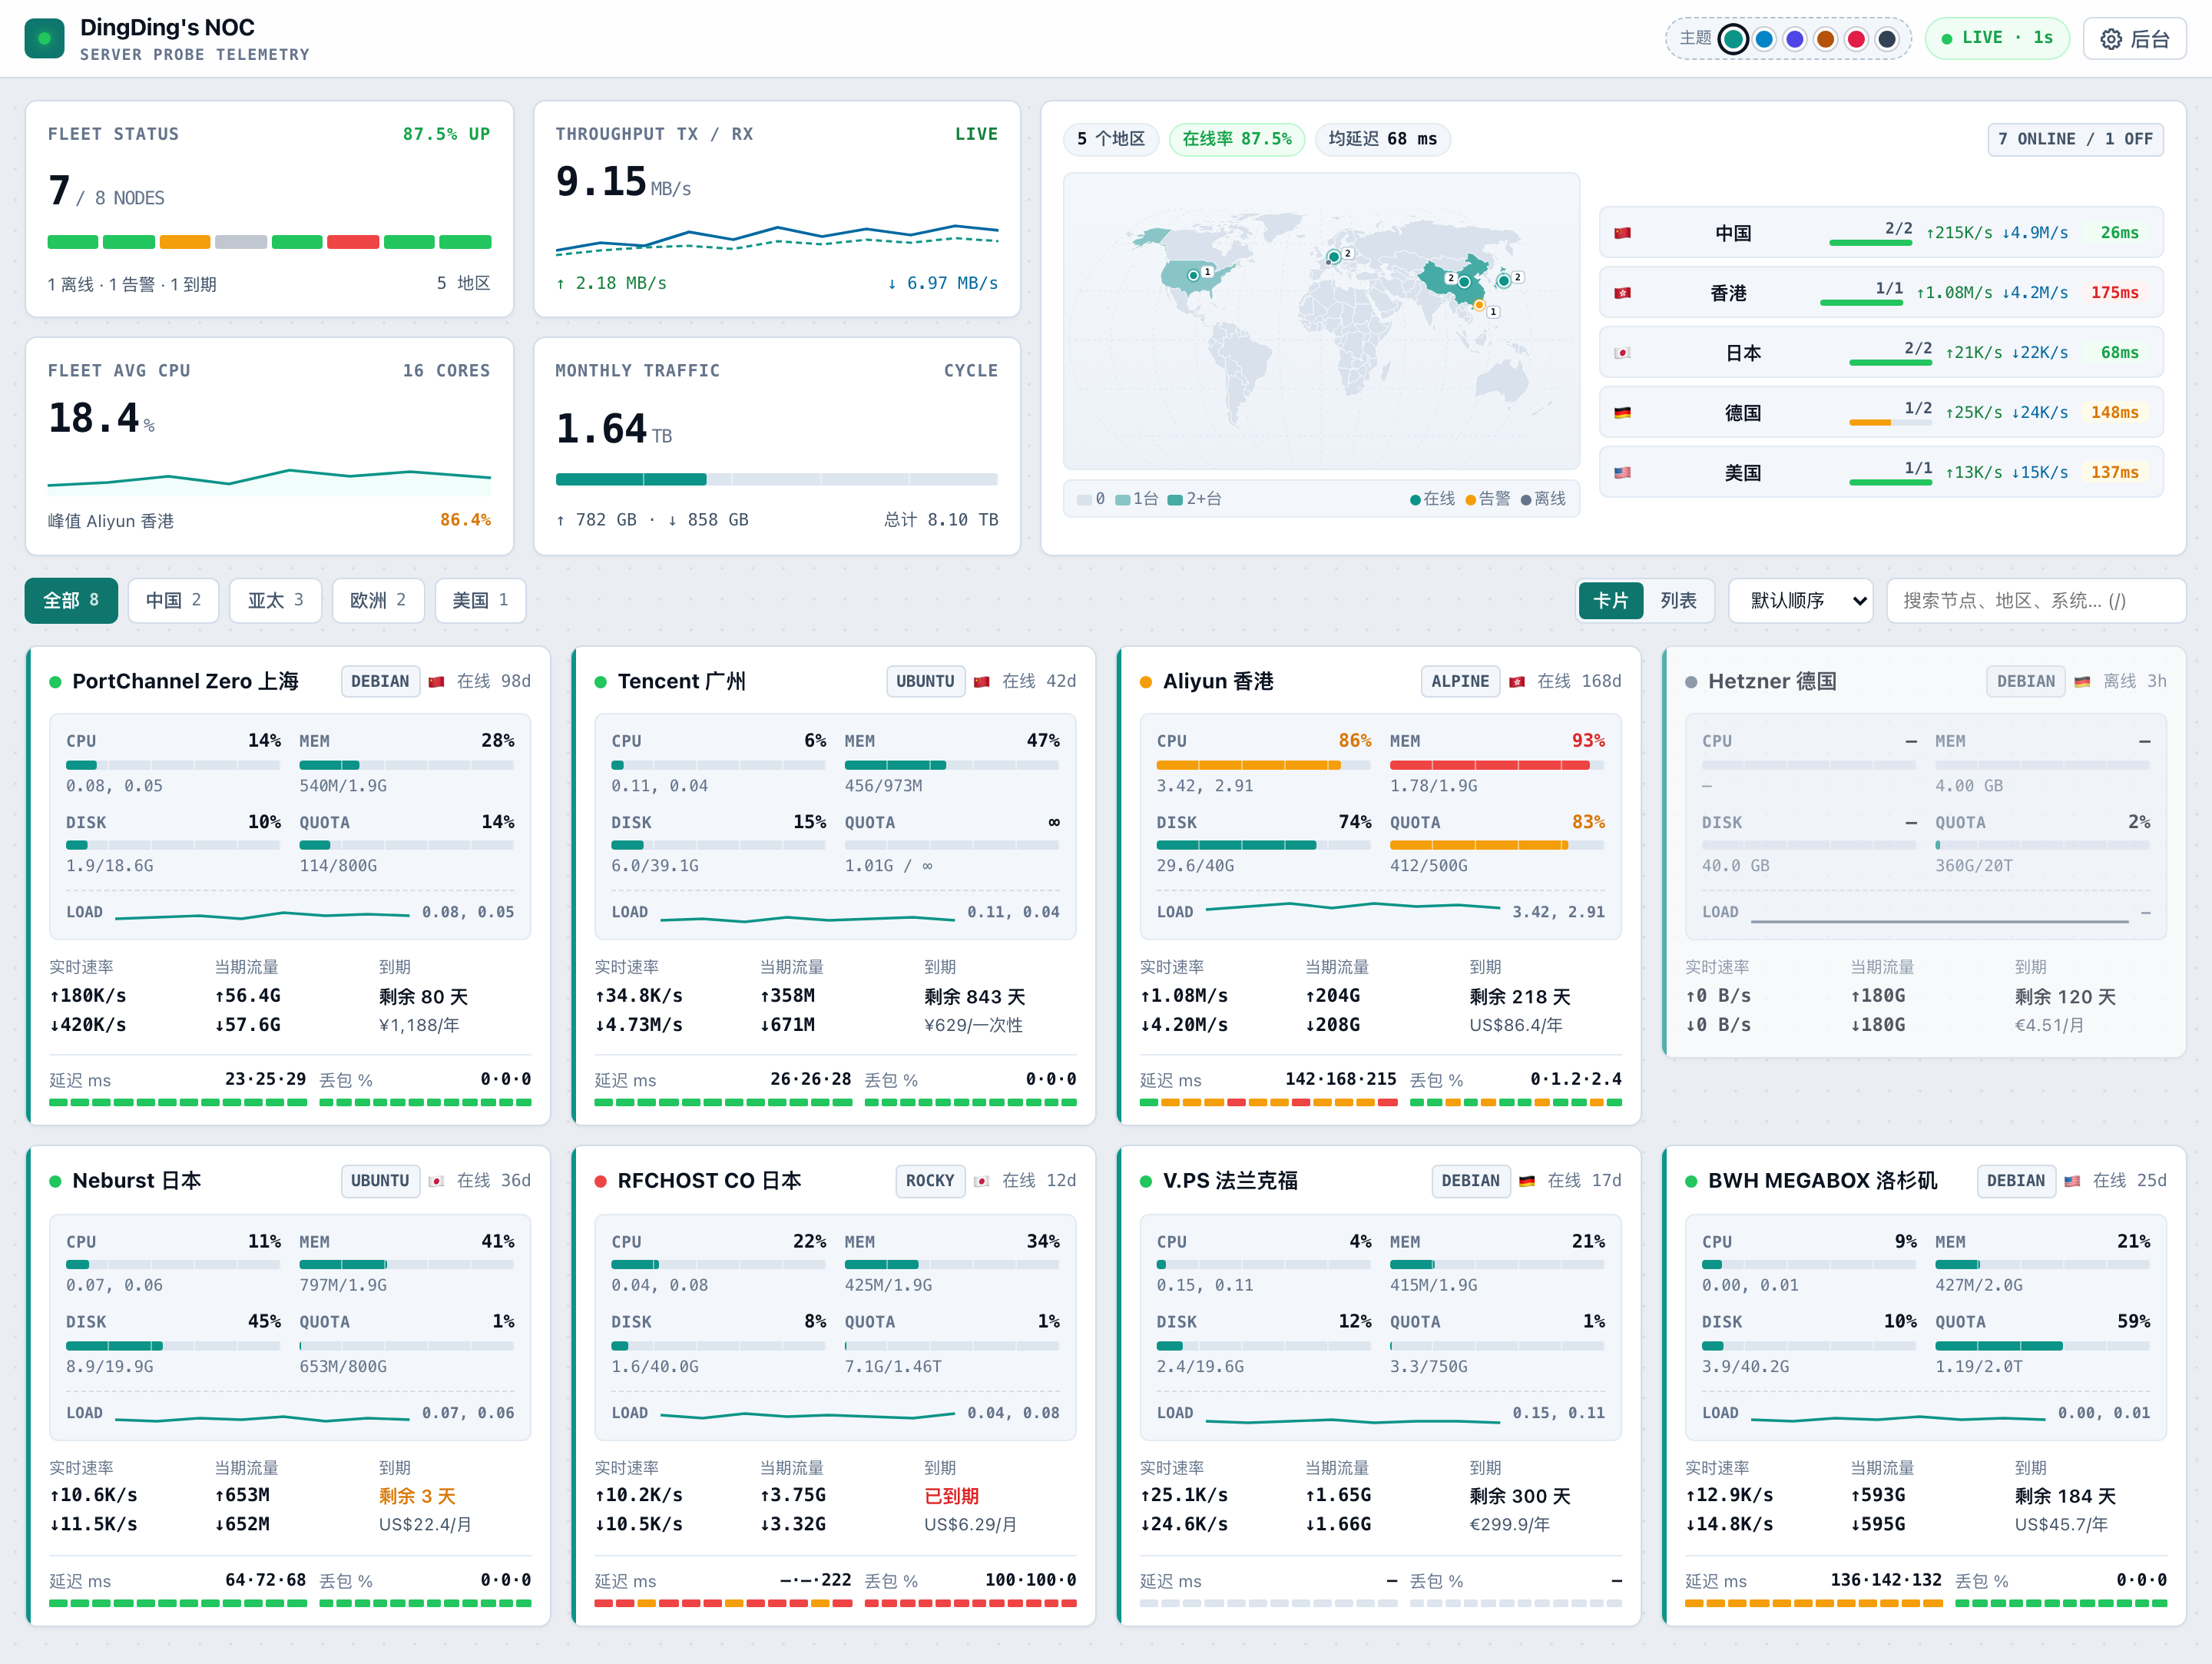 DingDing's NOC
SERVER PROBE TELEMETRY
主题
LIVE · 1s
后台
FLEET STATUS 87.5% UP
7 / 8 NODES
1 离线 · 1 告警 · 1 到期 5 地区
THROUGHPUT TX / RX LIVE
9.15 MB/s
↑ 2.18 MB/s ↓ 6.97 MB/s
FLEET AVG CPU 16 CORES
18.4 %
峰值 Aliyun 香港 86.4%
MONTHLY TRAFFIC CYCLE
1.64 TB
↑ 782 GB · ↓ 858 GB 总计 8.10 TB
5 个地区 在线率 87.5% 均延迟 68 ms 7 ONLINE / 1 OFF
1
2
2
2
1
0 1台 2+台 在线 告警 离线
中国 2/2 ↑215K/s ↓4.9M/s 26ms
香港 1/1 ↑1.08M/s ↓4.2M/s 175ms
日本 2/2 ↑21K/s ↓22K/s 68ms
德国 1/2 ↑25K/s ↓24K/s 148ms
美国 1/1 ↑13K/s ↓15K/s 137ms
全部 8 中国 2 亚太 3 欧洲 2 美国 1
卡片 列表 默认顺序 搜索节点、地区、系统... (/)
PortChannel Zero 上海 DEBIAN 在线 98d
CPU 14% MEM 28%
0.08, 0.05 540M/1.9G
DISK 10% QUOTA 14%
1.9/18.6G 114/800G
LOAD 0.08, 0.05
实时速率 当期流量 到期
↑180K/s ↑56.4G 剩余 80 天
↓420K/s ↓57.6G ¥1,188/年
延迟 ms 23·25·29 丢包 % 0·0·0
Tencent 广州 UBUNTU 在线 42d
CPU 6% MEM 47%
0.11, 0.04 456/973M
DISK 15% QUOTA ∞
6.0/39.1G 1.01G / ∞
LOAD 0.11, 0.04
实时速率 当期流量 到期
↑34.8K/s ↑358M 剩余 843 天
↓4.73M/s ↓671M ¥629/一次性
延迟 ms 26·26·28 丢包 % 0·0·0
Aliyun 香港 ALPINE 在线 168d
CPU 86% MEM 93%
3.42, 2.91 1.78/1.9G
DISK 74% QUOTA 83%
29.6/40G 412/500G
LOAD 3.42, 2.91
实时速率 当期流量 到期
↑1.08M/s ↑204G 剩余 218 天
↓4.20M/s ↓208G US$86.4/年
延迟 ms 142·168·215 丢包 % 0·1.2·2.4
Hetzner 德国 DEBIAN 离线 3h
CPU — MEM —
— 4.00 GB
DISK — QUOTA 2%
40.0 GB 360G/20T
LOAD —
实时速率 当期流量 到期
↑0 B/s ↑180G 剩余 120 天
↓0 B/s ↓180G €4.51/月
Neburst 日本 UBUNTU 在线 36d
CPU 11% MEM 41%
0.07, 0.06 797M/1.9G
DISK 45% QUOTA 1%
8.9/19.9G 653M/800G
LOAD 0.07, 0.06
实时速率 当期流量 到期
↑10.6K/s ↑653M 剩余 3 天
↓11.5K/s ↓652M US$22.4/月
延迟 ms 64·72·68 丢包 % 0·0·0
RFCHOST CO 日本 ROCKY 在线 12d
CPU 22% MEM 34%
0.04, 0.08 425M/1.9G
DISK 8% QUOTA 1%
1.6/40.0G 7.1G/1.46T
LOAD 0.04, 0.08
实时速率 当期流量 到期
↑10.2K/s ↑3.75G 已到期
↓10.5K/s ↓3.32G US$6.29/月
延迟 ms —·—·222 丢包 % 100·100·0
V.PS 法兰克福 DEBIAN 在线 17d
CPU 4% MEM 21%
0.15, 0.11 415M/1.9G
DISK 12% QUOTA 1%
2.4/19.6G 3.3/750G
LOAD 0.15, 0.11
实时速率 当期流量 到期
↑25.1K/s ↑1.65G 剩余 300 天
↓24.6K/s ↓1.66G €299.9/年
延迟 ms — 丢包 % —
BWH MEGABOX 洛杉矶 DEBIAN 在线 25d
CPU 9% MEM 21%
0.00, 0.01 427M/2.0G
DISK 10% QUOTA 59%
3.9/40.2G 1.19/2.0T
LOAD 0.00, 0.01
实时速率 当期流量 到期
↑12.9K/s ↑593G 剩余 184 天
↓14.8K/s ↓595G US$45.7/年
延迟 ms 136·142·132 丢包 % 0·0·0